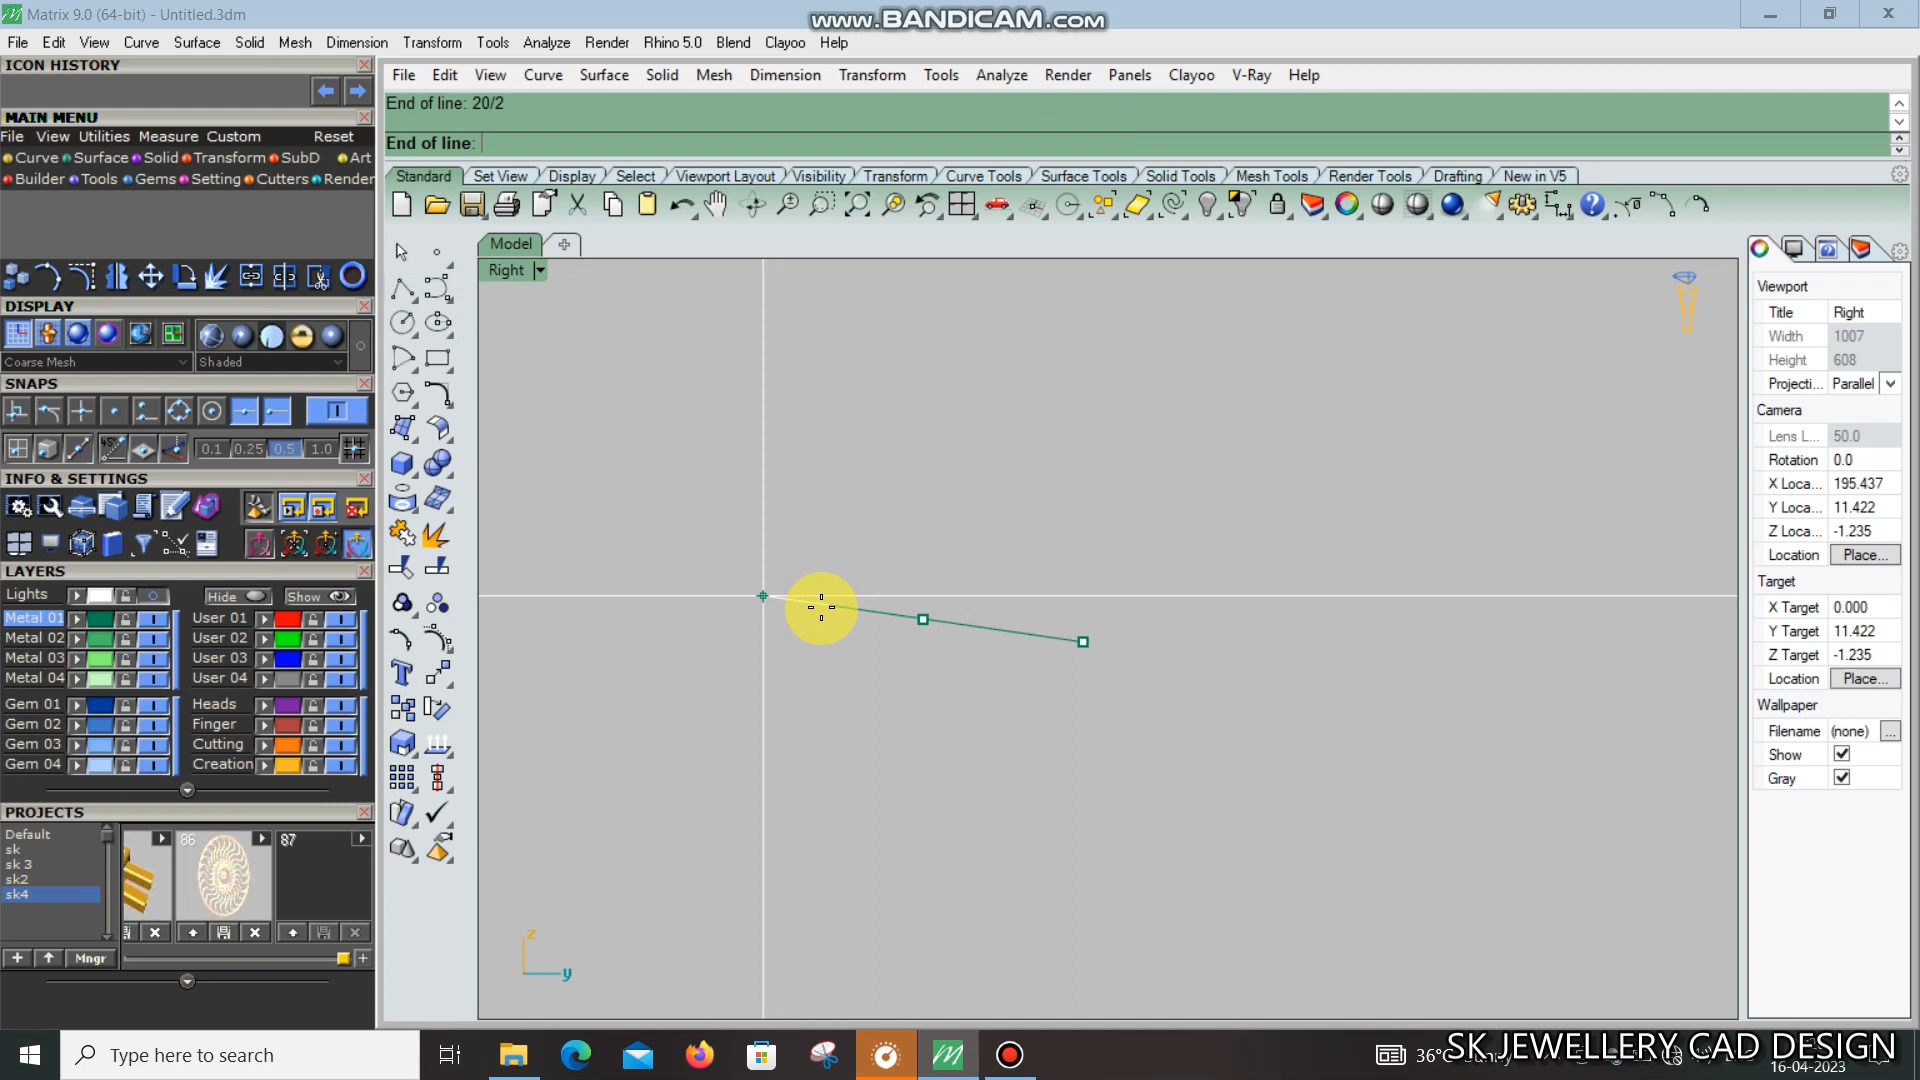 Matrix 9.0 (64-bit) - Untitled.3dm
www.BANDICAM.com
File Edit View Curve Surface Solid Mesh Dimension Transform Tools Analyze Render Rhino 5.0 Blend Clayoo Help
ICON HISTORY
MAIN MENU
File View Utilities Measure Custom Reset
Curve Surface Solid Transform SubD Art
Builder Tools Gems Setting Cutters Render
DISPLAY
Coarse Mesh Shaded
SNAPS
45°
0.1 0.25 0.5 1.0
INFO & SETTINGS
LAYERS
Lights Hide Show
Metal 01 User 01
Metal 02 User 02
Metal 03 User 03
Metal 04 User 04
Gem 01 Heads
Gem 02 Finger
Gem 03 Cutting
Gem 04 Creation
PROJECTS
Default
sk
sk 3
sk2
sk4
86
87
Mngr
File Edit View Curve Surface Solid Mesh Dimension Transform Tools Analyze Render Panels Clayoo V-Ray Help
End of line: 20/2
End of line:
Standard Set View Display Select Viewport Layout Visibility Transform Curve Tools Surface Tools Solid Tools Mesh Tools Render Tools Drafting New in V5
Model
Right
z
y
Viewport
Title Right
Width 1007
Height 608
Projecti... Parallel
Camera
Lens L... 50.0
Rotation 0.0
X Loca... 195.437
Y Loca... 11.422
Z Loca... -1.235
Location Place...
Target
X Target 0.000
Y Target 11.422
Z Target -1.235
Location Place...
Wallpaper
Filename (none) ...
Show
Gray
Type here to search
36°C
SK JEWELLERY CAD DESIGN
16-04-2023